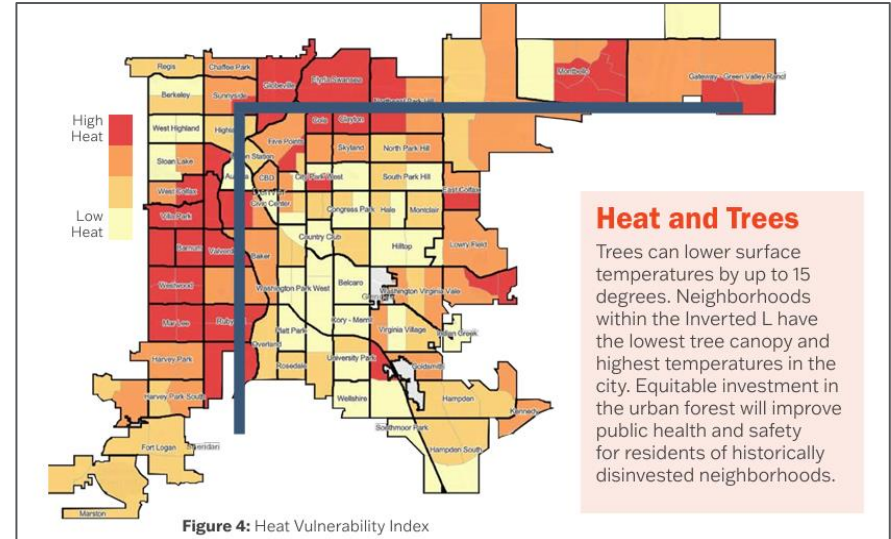 Regis
Chaffee Park
Globeville
Elyria Swansea
Montbello
Gateway - Green Valley Ranch
Berkeley
Sunnyside
High
Heat
West Highland
Cole
Clayton
Five Points
Skyland
North Park Hill
Sloan Lake
CBD
City Park West
South Park Hill
West Colfax
Civic Center
East Colfax
Low
Heat
Villa Park
Congress Park
Hale
Montclair
Country Club
Barnum
Baker
Hilltop
Lowry Field
Westwood
Washington Park West
Belcaro
Washington Virginia Vale
Mar Lee
Ruby
Platt Park
Virginia Village
Indian Creek
Overland
Harvey Park
Rosedale
University Park
Goldsmith
Harvey Park South
Wellshire
Hampden
Kennedy
Southmoor Park
Fort Logan
Hampden South
Marston
Figure 4: Heat Vulnerability Index
Heat and Trees
Trees can lower surface
temperatures by up to 15
degrees. Neighborhoods
within the Inverted L have
the lowest tree canopy and
highest temperatures in the
city. Equitable investment in
the urban forest will improve
public health and safety
for residents of historically
disinvested neighborhoods.